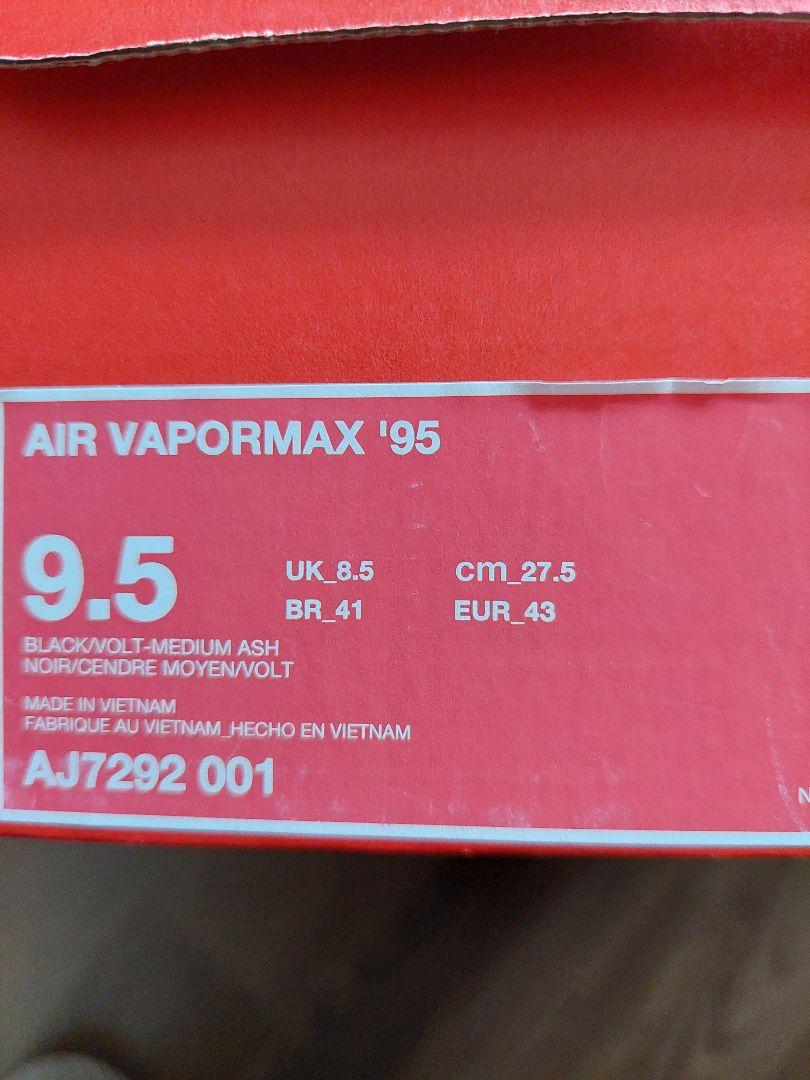 AIR VAPORMAX '95
9.5
UK_8.5 cm_27.5
BR_41 EUR_43
BLACK/VOLT-MEDIUM ASH
NOIR/CENDRE MOYEN/VOLT
MADE IN VIETNAM
FABRIQUE AU VIETNAM_HECHO EN VIETNAM
AJ7292 001